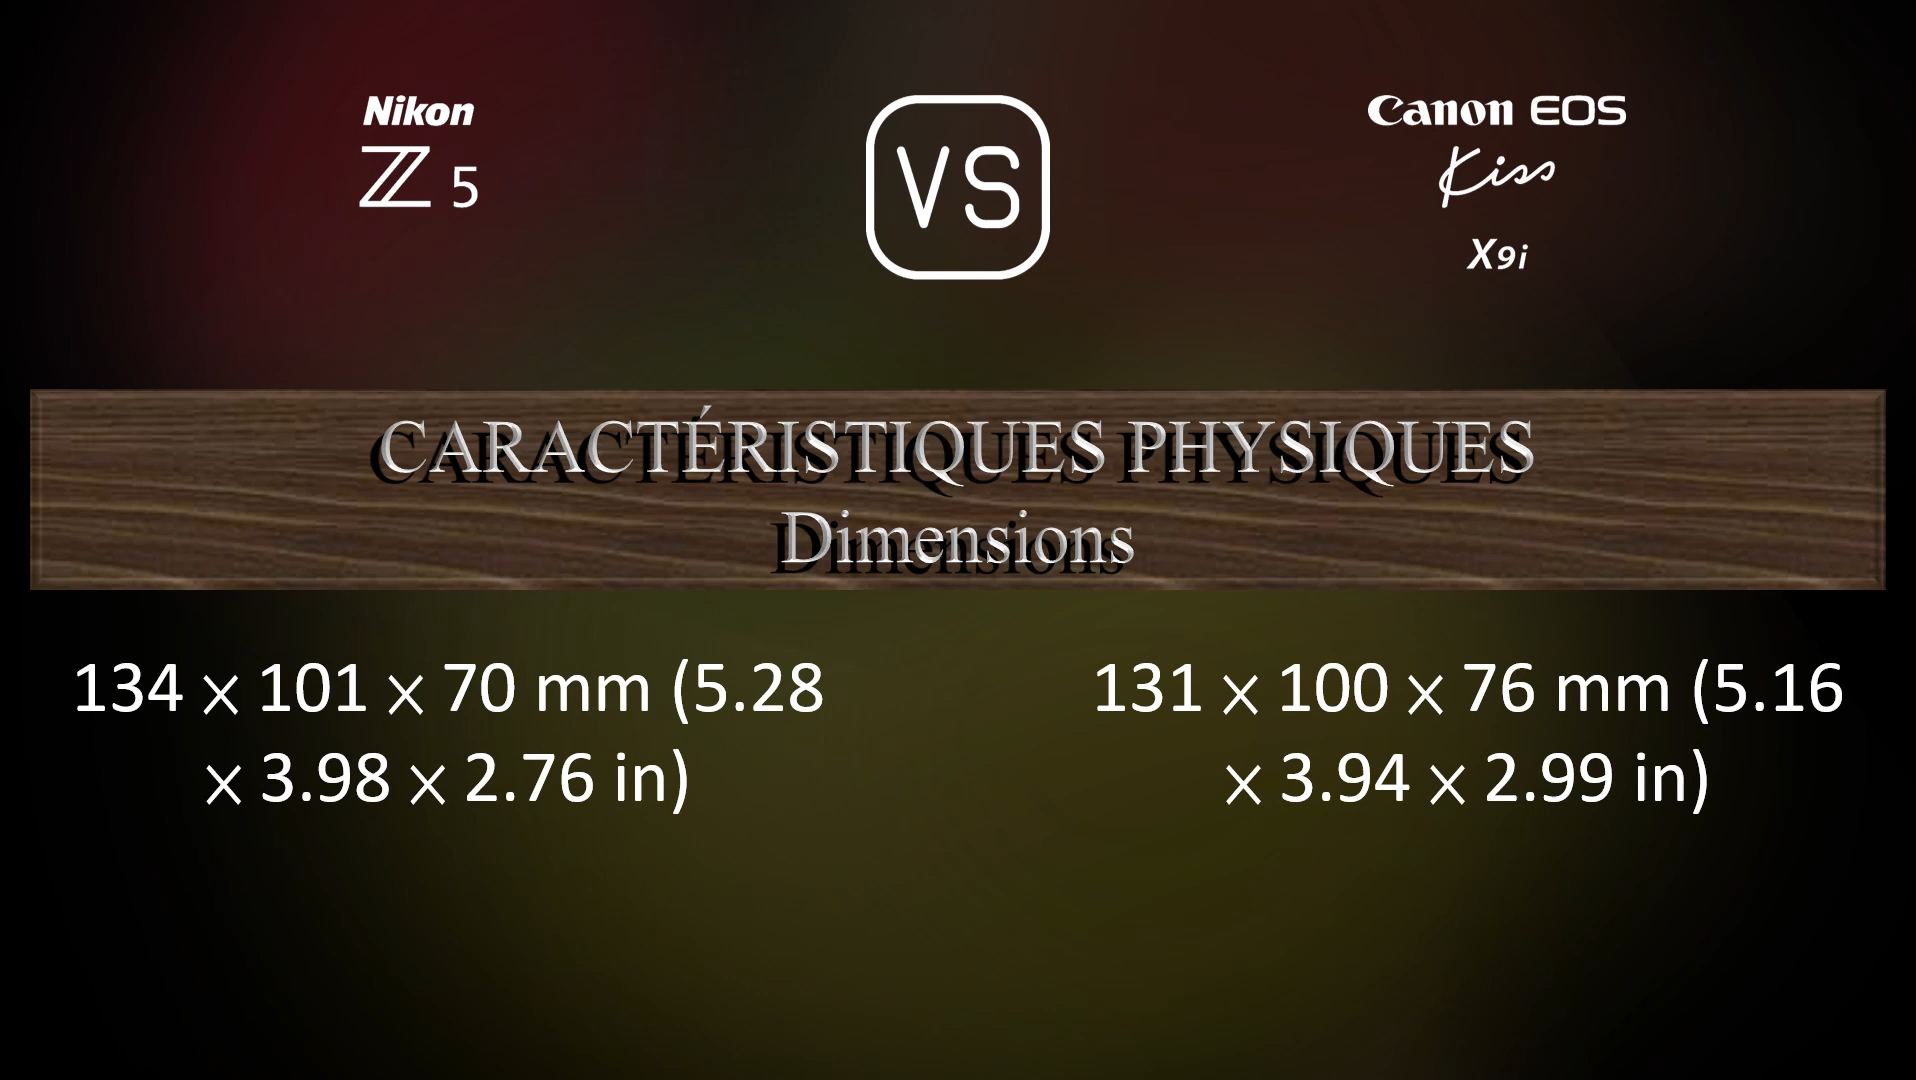 Nikon
Z 5
VS
Canon EOS
Kiss
X9i
CARACTÉRISTIQUES PHYSIQUES
Dimensions
134 x 101 x 70 mm (5.28
x 3.98 x 2.76 in)
131 x 100 x 76 mm (5.16
x 3.94 x 2.99 in)